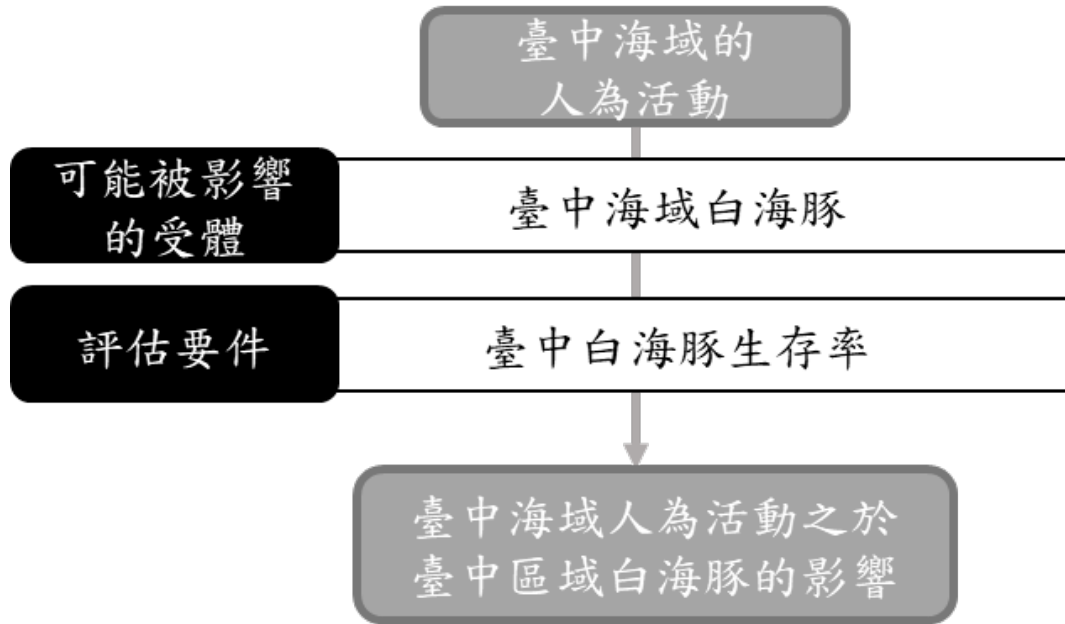 臺中海域的
人為活動
可能被影響
的受體
臺中海域白海豚
評估要件
臺中白海豚生存率
臺中海域人為活動之於
臺中區域白海豚的影響